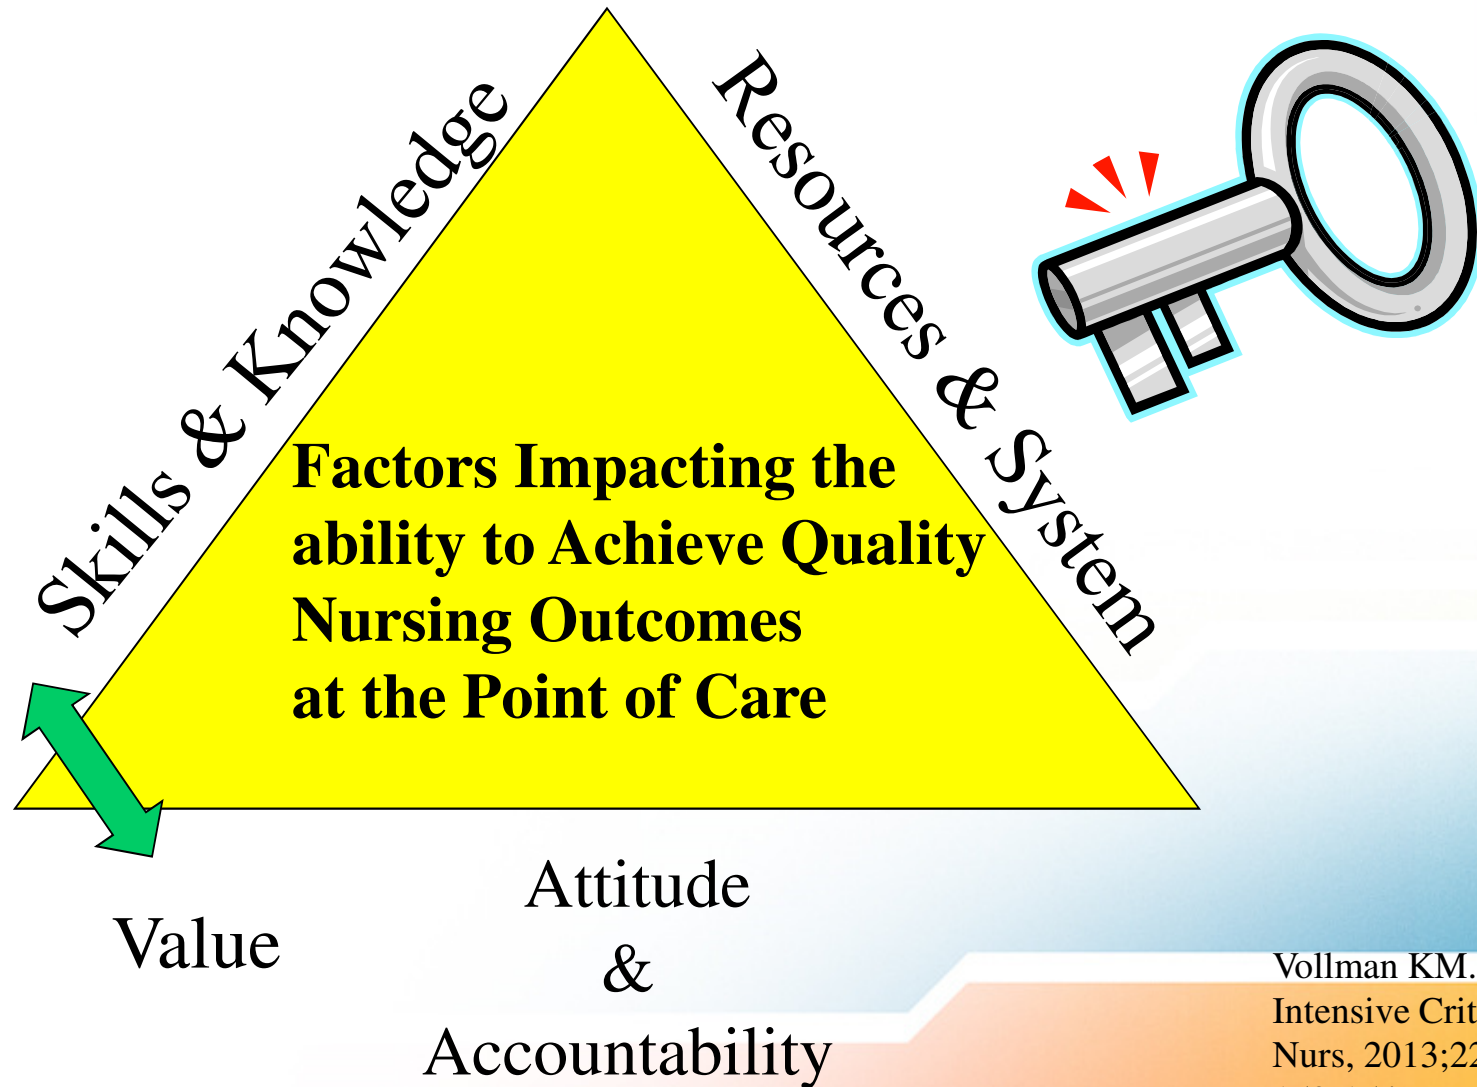 Skills & Knowledge
Resources & System
Factors Impacting the
ability to Achieve Quality
Nursing Outcomes
at the Point of Care
Value
Attitude
&
Accountability
Vollman KM.
Intensive Crit
Nurs, 2013;22